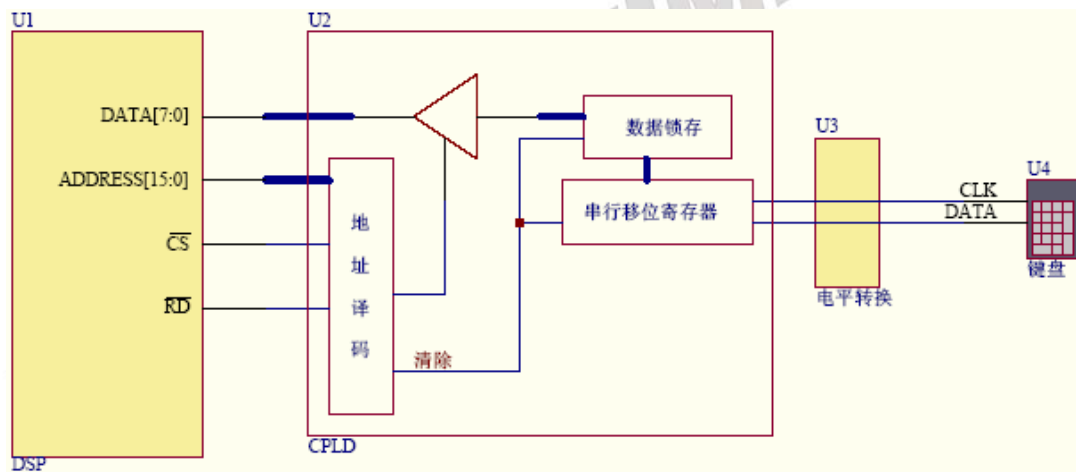 U1
U2
DATA[7:0]
数据锁存
U3
ADDRESS[15:0]
U4
CLK
串行移位寄存器
DATA
地址译码
CS
键盘
电平转换
RD
清除
CPLD
DSP